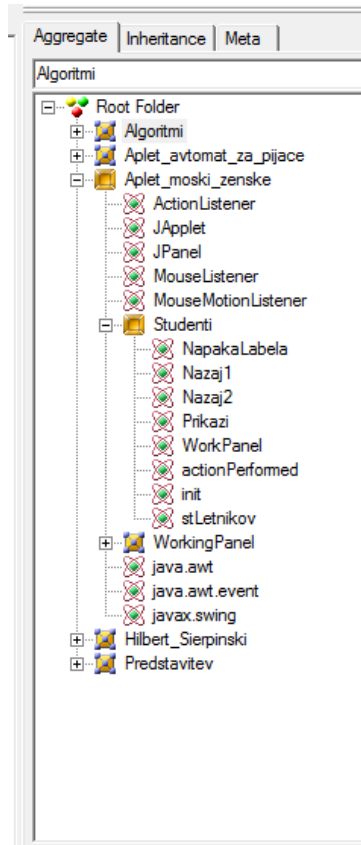 Aggregate Inheritance Meta
Algoritmi
Root Folder
Algoritmi
Aplet_avtomat_za_pijace
Aplet_moski_zenske
ActionListener
JApplet
JPanel
MouseListener
MouseMotionListener
Studenti
NapakaLabela
Nazaj1
Nazaj2
Prikazi
WorkPanel
actionPerformed
init
stLetnikov
WorkingPanel
java.awt
java.awt.event
javax.swing
Hilbert_Sierpinski
Predstavitev